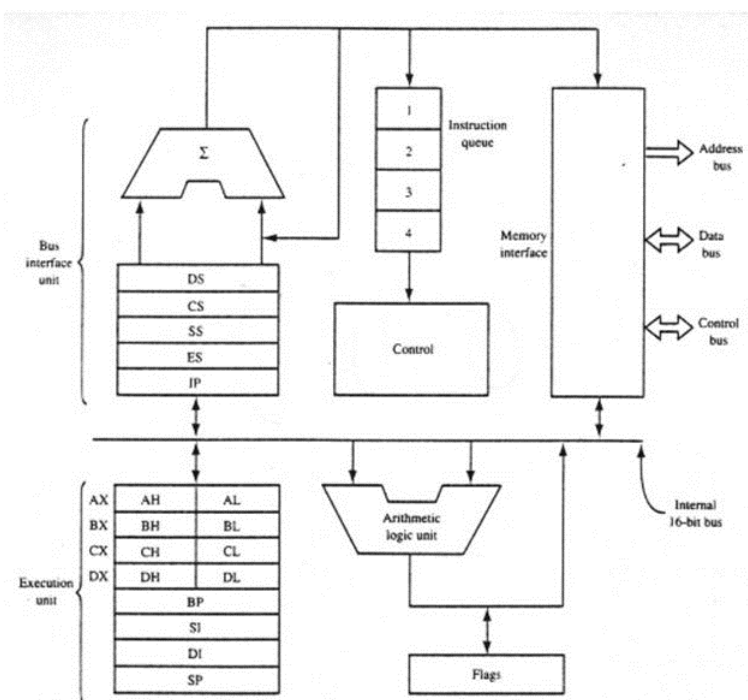 Σ
1
2
3
4
Instruction
queue
Address
bus
Data
bus
Control
bus
Memory
interface
Bus
interface
unit
DS
CS
SS
ES
IP
Control
AX
AH
AL
BX
BH
BL
CX
CH
CL
DX
DH
DL
BP
SI
DI
SP
Execution
unit
Arithmetic
logic unit
Internal
16-bit bus
Flags